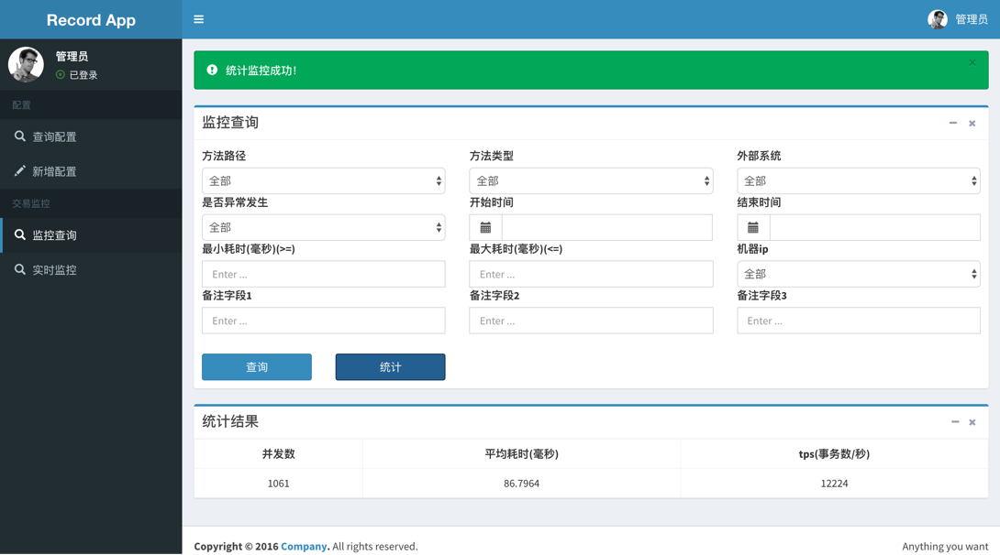 Record App
管理员
管理员
已登录
配置
查询配置
新增配置
交易监控
监控查询
实时监控
统计监控成功!
×
监控查询
方法路径 方法类型 外部系统
全部 全部 全部
是否异常发生 开始时间 结束时间
全部
最小耗时(毫秒)(>=) 最大耗时(毫秒)(<=) 机器ip
Enter ... Enter ... 全部
备注字段1 备注字段2 备注字段3
Enter ... Enter ... Enter ...
查询 统计
统计结果
并发数 平均耗时(毫秒) tps(事务数/秒)
1061 86.7964 12224
Copyright © 2016 Company. All rights reserved. Anything you want